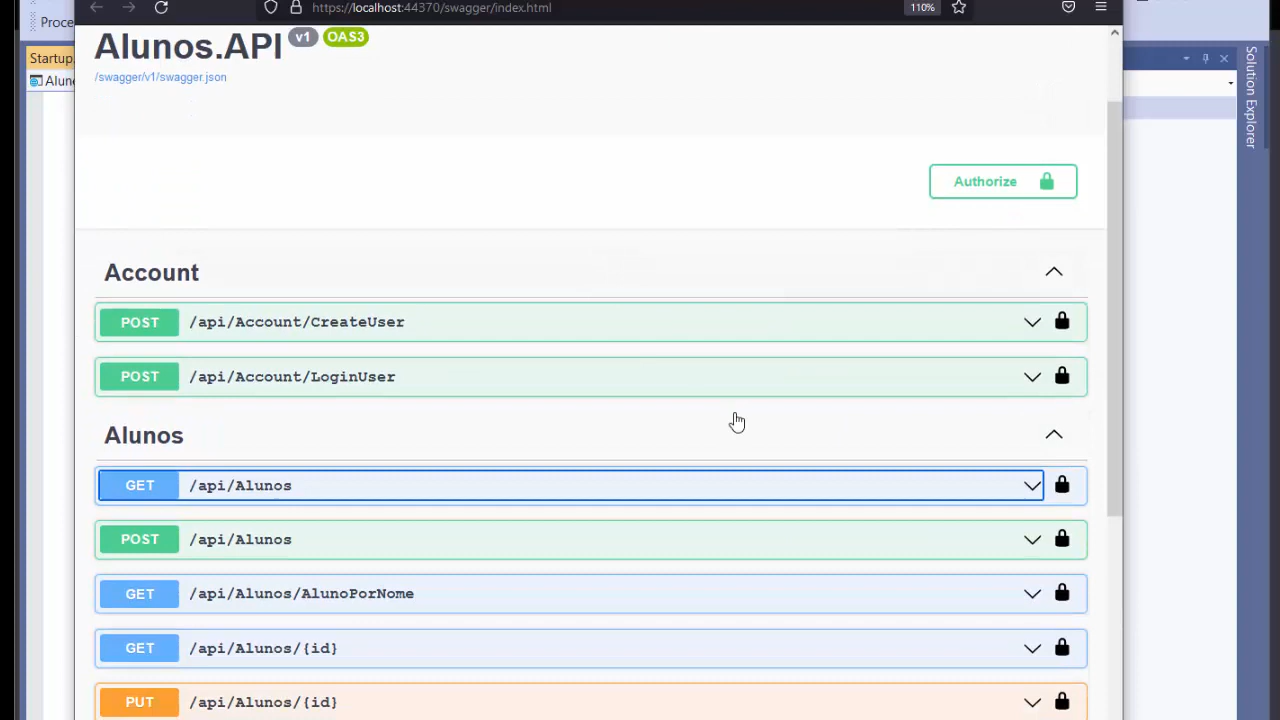 Proce
https://localhost:44370/swagger/index.html
110%
Startup.
Alun
Alunos.API
v1
OAS3
/swagger/v1/swagger.json
Solution Explorer
Authorize
Account
POST /api/Account/CreateUser
POST /api/Account/LoginUser
Alunos
GET /api/Alunos
POST /api/Alunos
GET /api/Alunos/AlunoPorNome
GET /api/Alunos/{id}
PUT /api/Alunos/{id}